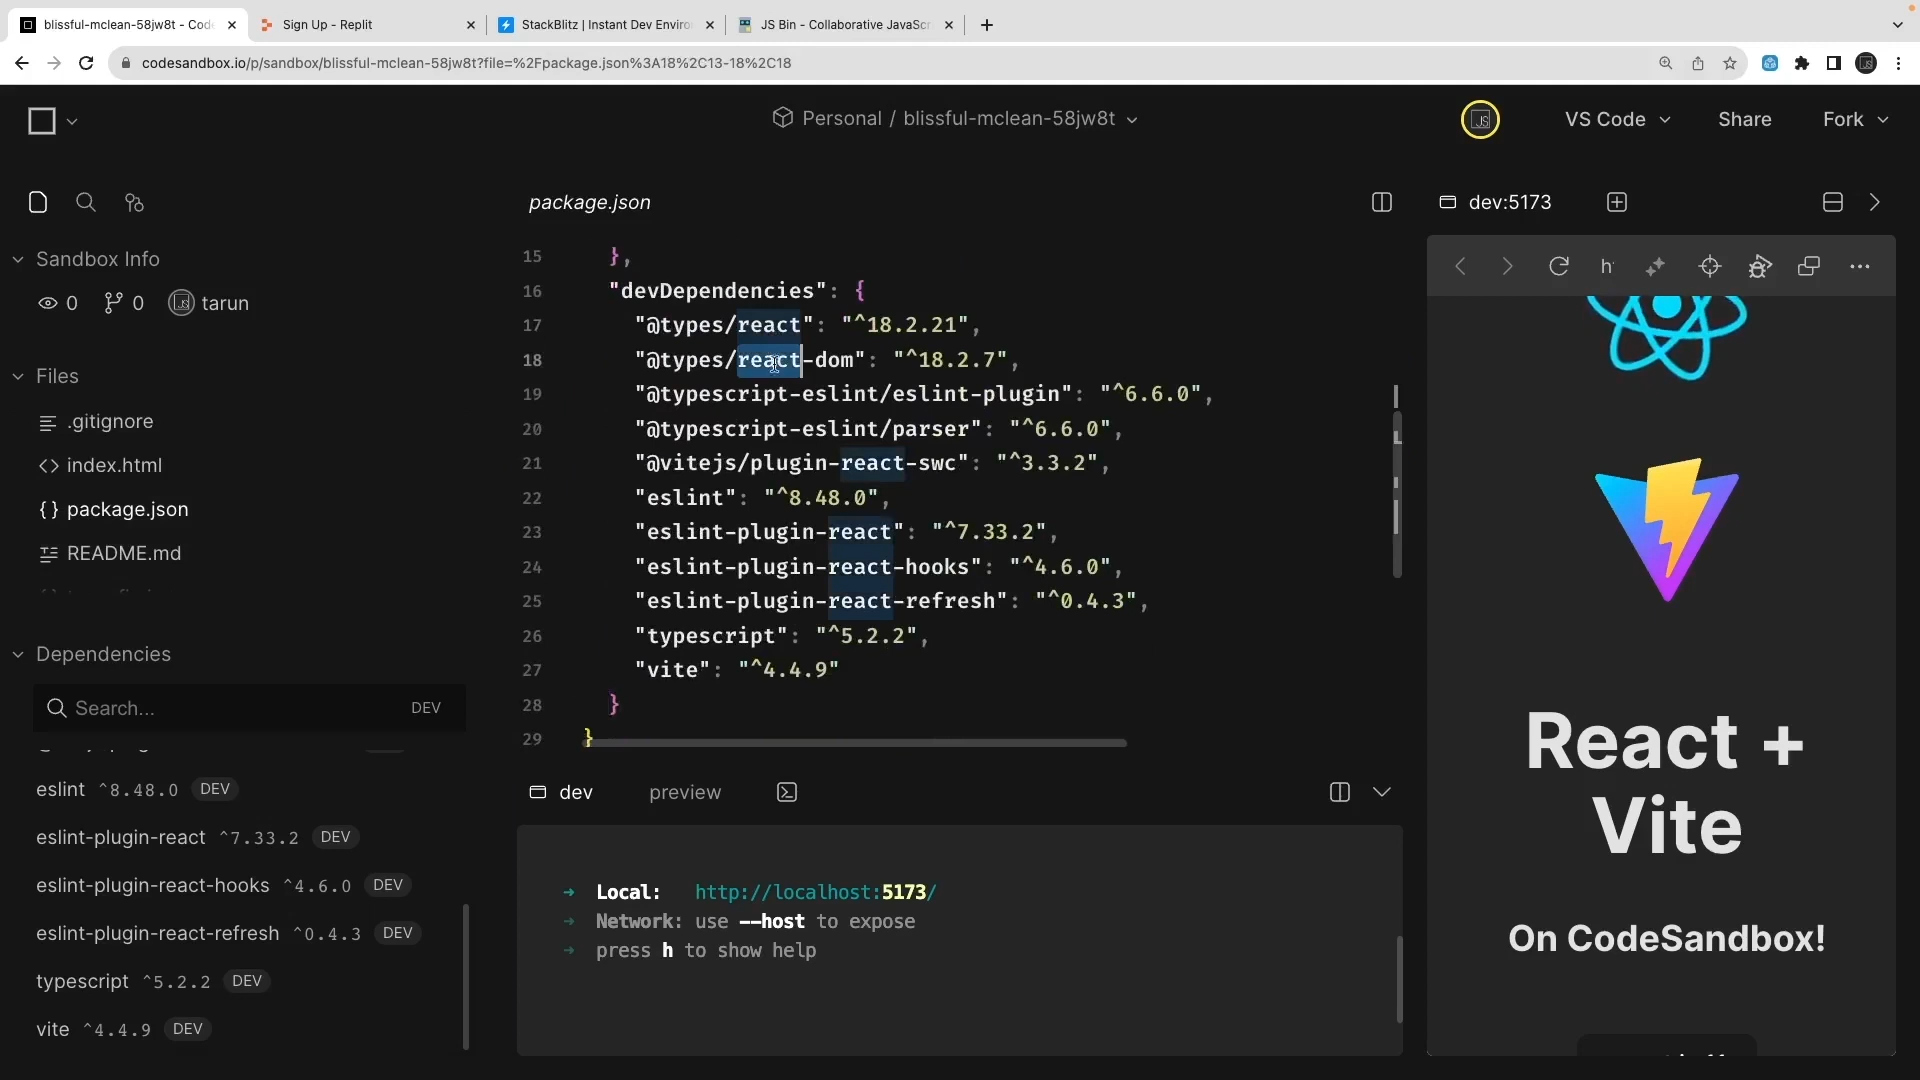 blissful-mclean-58jw8t - Code
Sign Up - Replit
StackBlitz | Instant Dev Enviro
JS Bin - Collaborative JavaScr
codesandbox.io/p/sandbox/blissful-mclean-58jw8t?file=%2Fpackage.json%3A18%2C13-18%2C18
Personal / blissful-mclean-58jw8t
JS
VS Code
Share
Fork
package.json
dev:5173
Sandbox Info
0
0
tarun
Files
.gitignore
index.html
package.json
README.md
Dependencies
Search...
DEV
eslint ^8.48.0 DEV
eslint-plugin-react ^7.33.2 DEV
eslint-plugin-react-hooks ^4.6.0 DEV
eslint-plugin-react-refresh ^0.4.3 DEV
typescript ^5.2.2 DEV
vite ^4.4.9 DEV
15 },
16 "devDependencies": {
17 "@types/react": "^18.2.21",
18 "@types/react-dom": "^18.2.7",
19 "@typescript-eslint/eslint-plugin": "^6.6.0",
20 "@typescript-eslint/parser": "^6.6.0",
21 "@vitejs/plugin-react-swc": "^3.3.2",
22 "eslint": "^8.48.0",
23 "eslint-plugin-react": "^7.33.2",
24 "eslint-plugin-react-hooks": "^4.6.0",
25 "eslint-plugin-react-refresh": "^0.4.3",
26 "typescript": "^5.2.2",
27 "vite": "^4.4.9"
28 }
29 }
dev
preview
➜ Local: http://localhost:5173/
➜ Network: use --host to expose
➜ press h to show help
React +
Vite
On CodeSandbox!